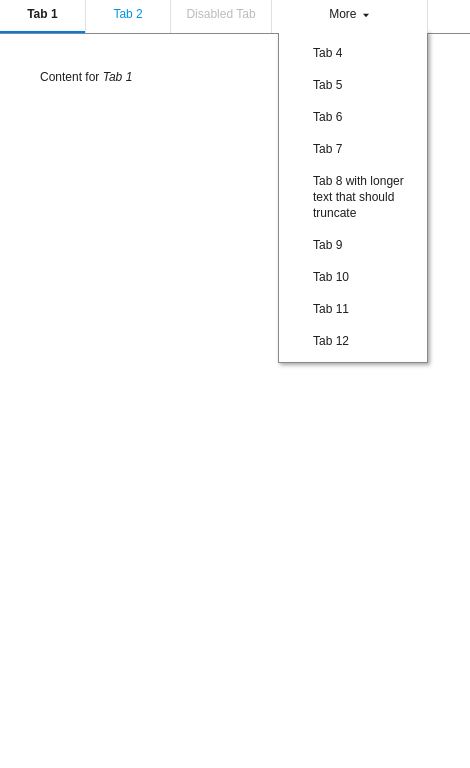 Tab 1
Tab 2
Disabled Tab
More
Content for Tab 1
Tab 4
Tab 5
Tab 6
Tab 7
Tab 8 with longer
text that should
truncate
Tab 9
Tab 10
Tab 11
Tab 12